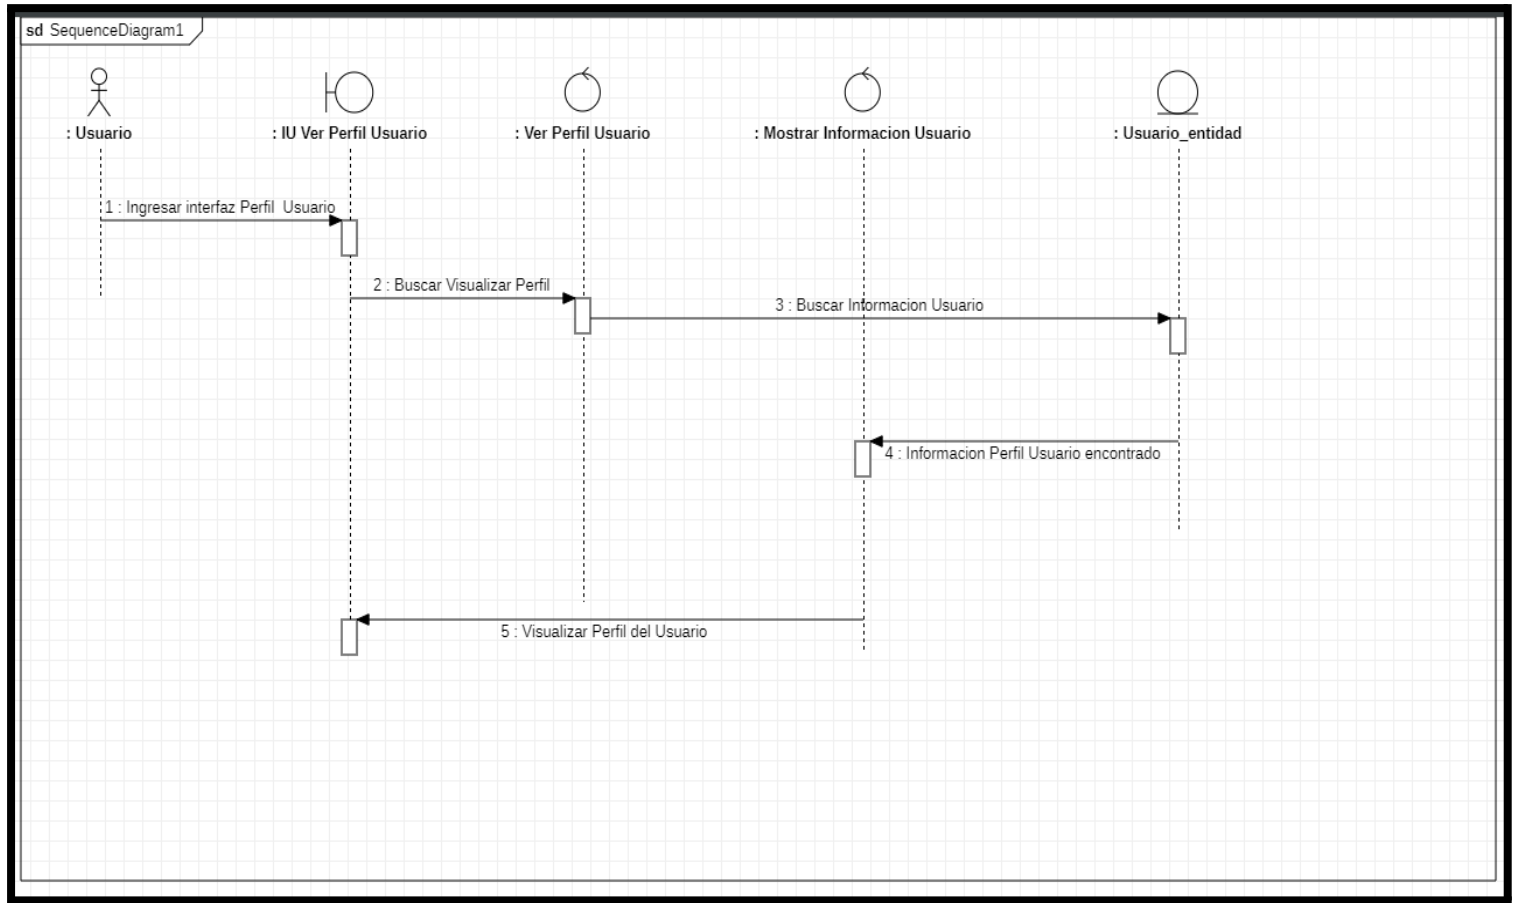 sd SequenceDiagram1
: Usuario
: IU Ver Perfil Usuario
: Ver Perfil Usuario
: Mostrar Informacion Usuario
: Usuario_entidad
1 : Ingresar interfaz Perfil  Usuario
2 : Buscar Visualizar Perfil
3 : Buscar Informacion Usuario
4 : Informacion Perfil Usuario encontrado
5 : Visualizar Perfil del Usuario